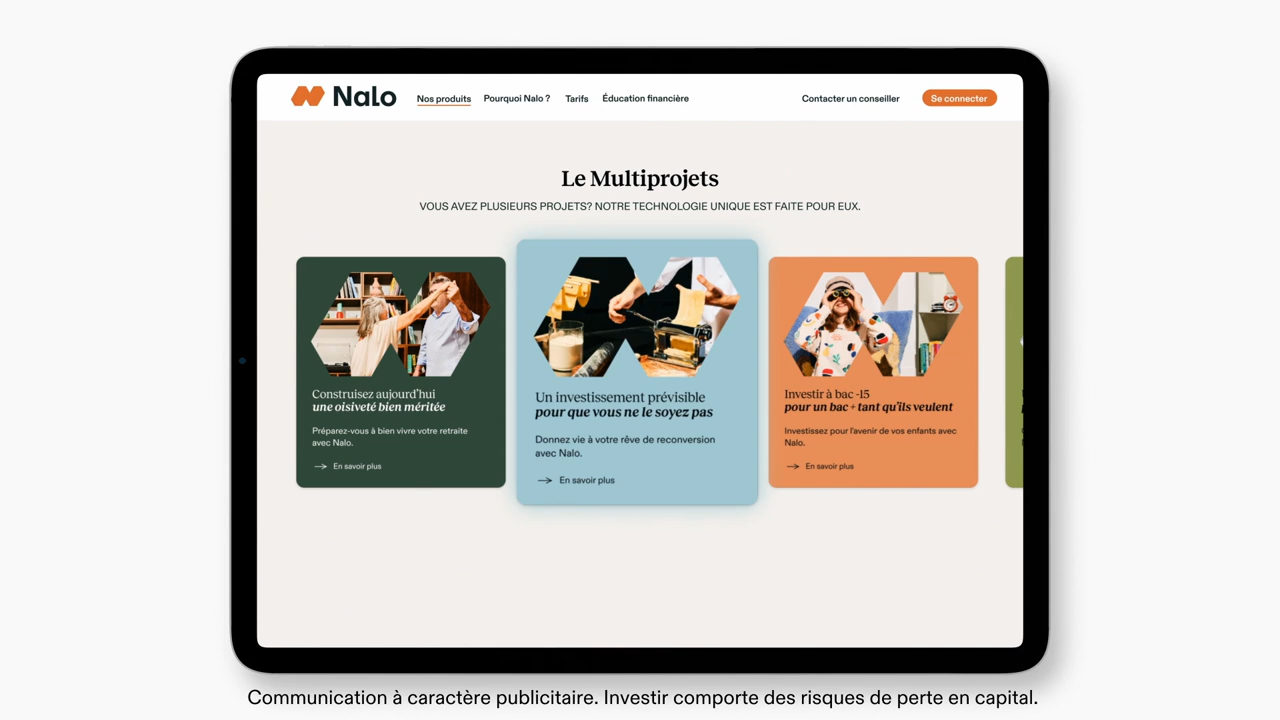 Nalo
Nos produits
Pourquoi Nalo ?
Tarifs
Éducation financière
Contacter un conseiller
Se connecter
Le Multiprojets
VOUS AVEZ PLUSIEURS PROJETS? NOTRE TECHNOLOGIE UNIQUE EST FAITE POUR EUX.
Construisez aujourd'hui
une oisiveté bien méritée
Préparez-vous à bien vivre votre retraite
avec Nalo.
→ En savoir plus
Un investissement prévisible
pour que vous ne le soyez pas
Donnez vie à votre rêve de reconversion
avec Nalo.
→ En savoir plus
Investir à bac -15
pour un bac + tant qu'ils veulent
Investissez pour l'avenir de vos enfants avec
Nalo.
→ En savoir plus
Communication à caractère publicitaire. Investir comporte des risques de perte en capital.